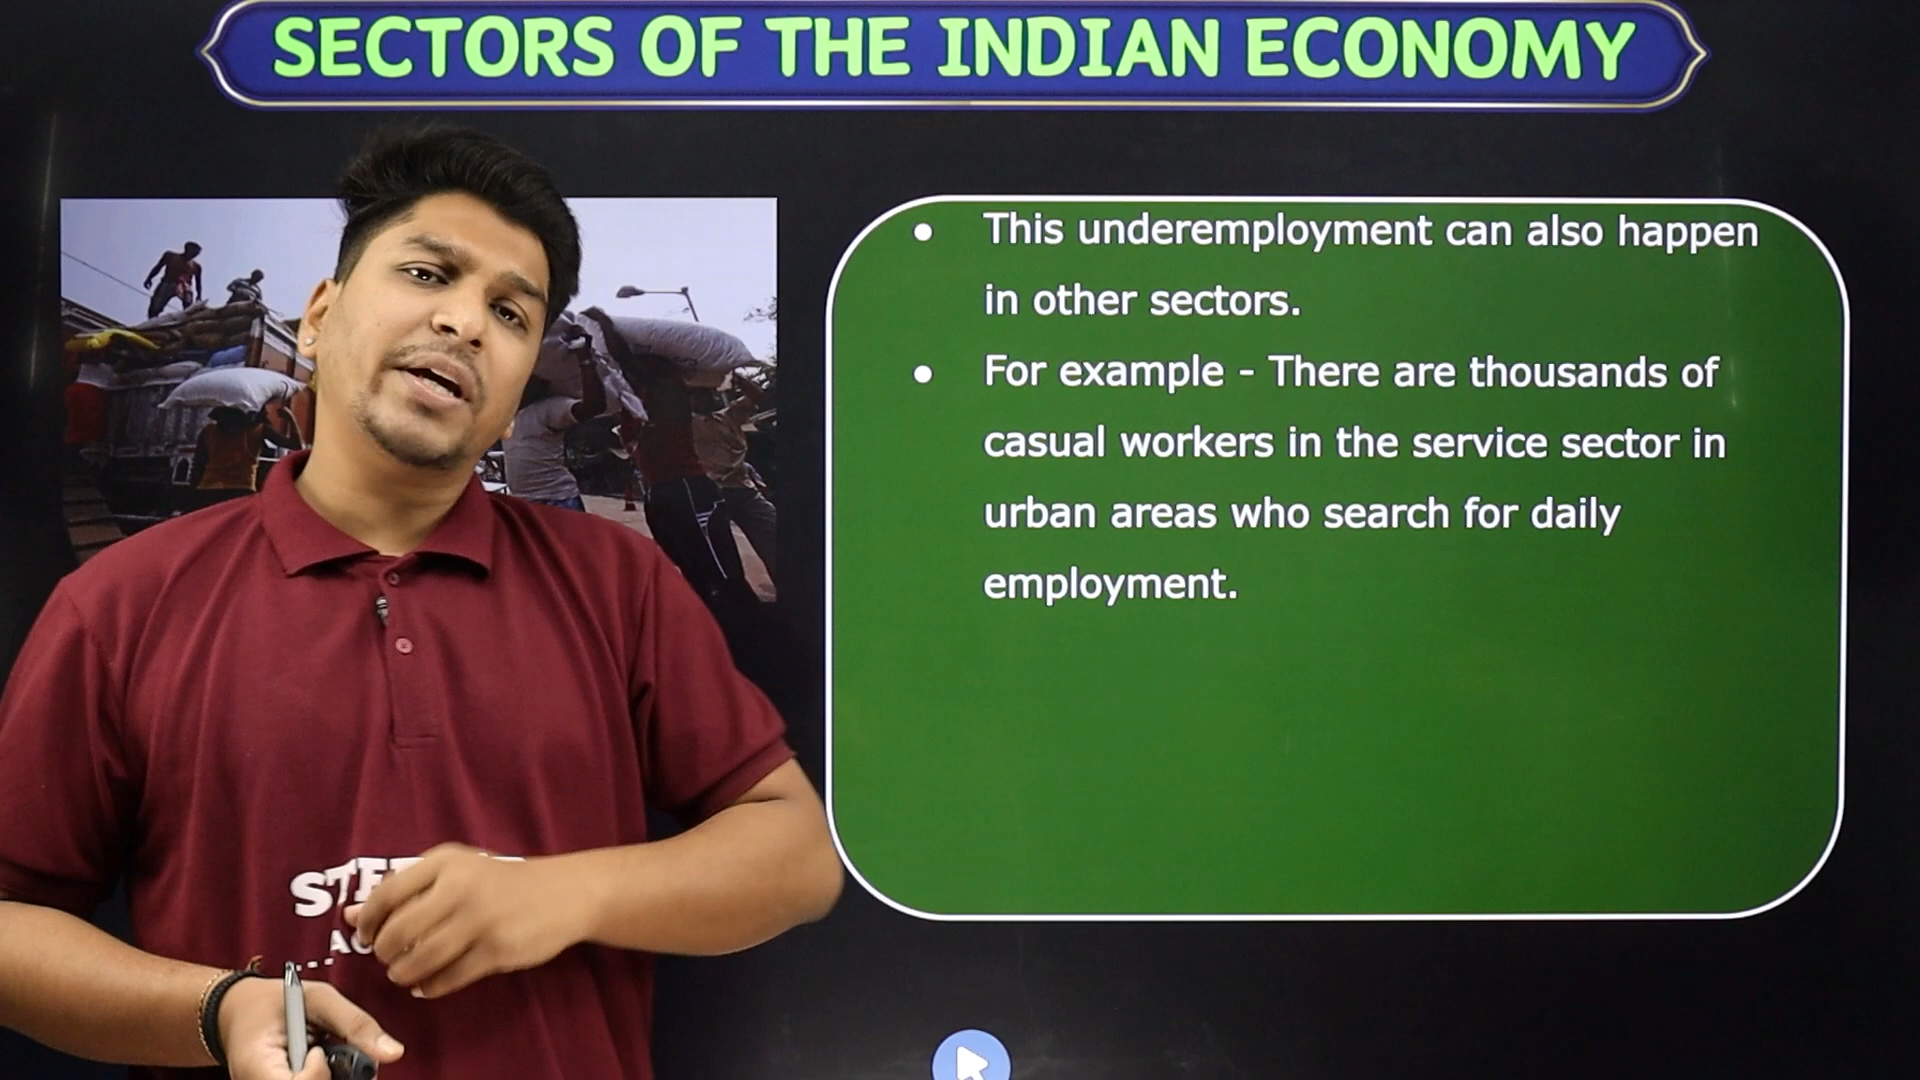 SECTORS OF THE INDIAN ECONOMY
• This underemployment can also happen
in other sectors.
• For example - There are thousands of
casual workers in the service sector in
urban areas who search for daily
employment.